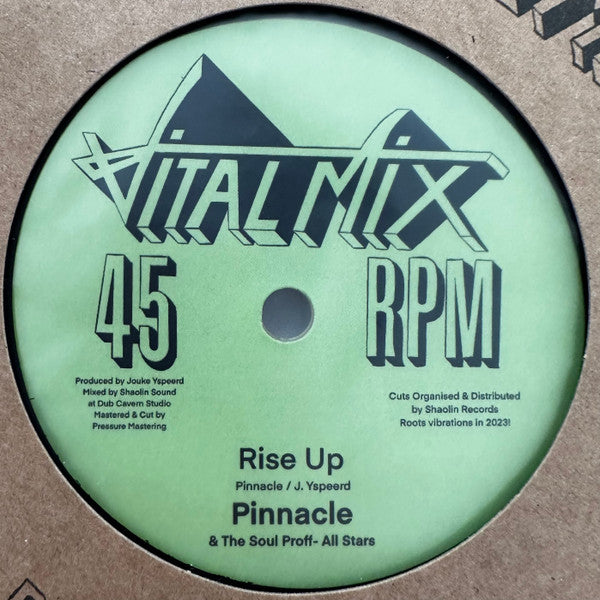 VITAL MIX
45
RPM
Produced by Jouke Yspeerd
Mixed by Shaolin Sound
at Dub Cavern Studio
Mastered & Cut by
Pressure Mastering
Cuts Organised & Distributed
by Shaolin Records
Roots vibrations in 2023!
Rise Up
Pinnacle / J. Yspeerd
Pinnacle
& The Soul Proff- All Stars